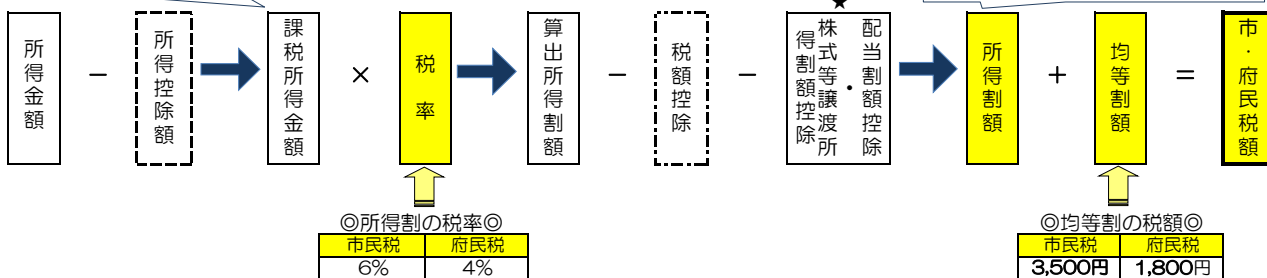 ★
所得金額
－
所得控除額
課税所得金額
×
税率
算出所得割額
－
税額控除
－
配当割額控除・
株式等譲渡所
得割額控除
所得割額
＋
均等割額
＝
市・府民税額
◎所得割の税率◎
市民税 府民税
6% 4%
◎均等割の税額◎
市民税 府民税
3,500円 1,800円